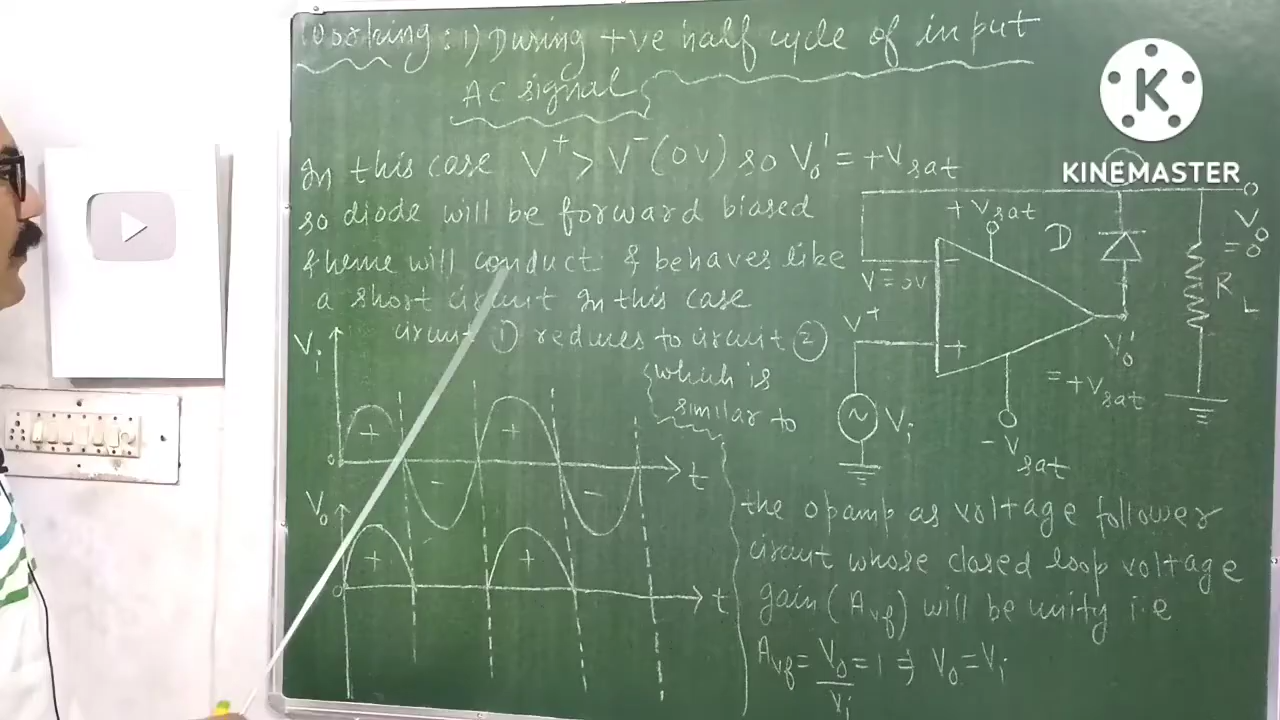 Working: 1) During +ve half cycle of input
AC signal
In this case V⁺ > V⁻ (0V) so V₀' = +Vsat
so diode will be forward biased
& hence will conduct & behaves like
a short circuit In this case
circuit ① reduces to circuit ②
which is
similar to
the opamp as voltage follower
circuit whose closed loop voltage
gain (Avf) will be unity i.e
Avf = V₀/Vi = 1 ⇒ V₀ = Vi
Vi
+
+
-
-
0
t
V₀
+
+
0
t
+Vsat
D
V₀
= 0
V⁻ = 0V
−
RL
V⁺
+
V₀'
= +Vsat
Vi
~
-Vsat
K
KINEMASTER